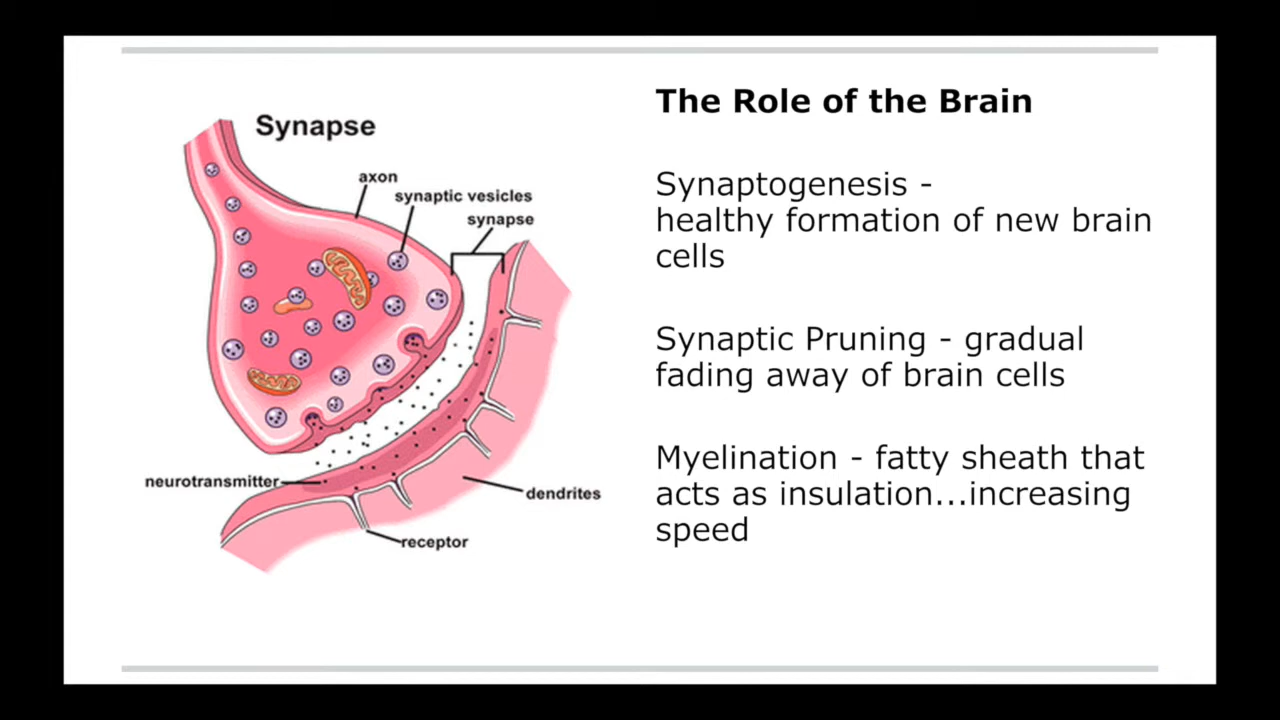 Synapse
axon
synaptic vesicles
synapse
neurotransmitter
dendrites
receptor
The Role of the Brain
Synaptogenesis -
healthy formation of new brain
cells
Synaptic Pruning - gradual
fading away of brain cells
Myelination - fatty sheath that
acts as insulation...increasing
speed